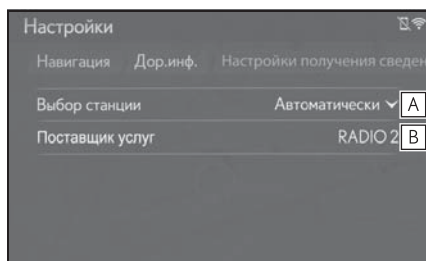 Настройки
Навигация Дор.инф. Настройки получения сведен
Выбор станции Автоматически A
Поставщик услуг RADIO 2 B